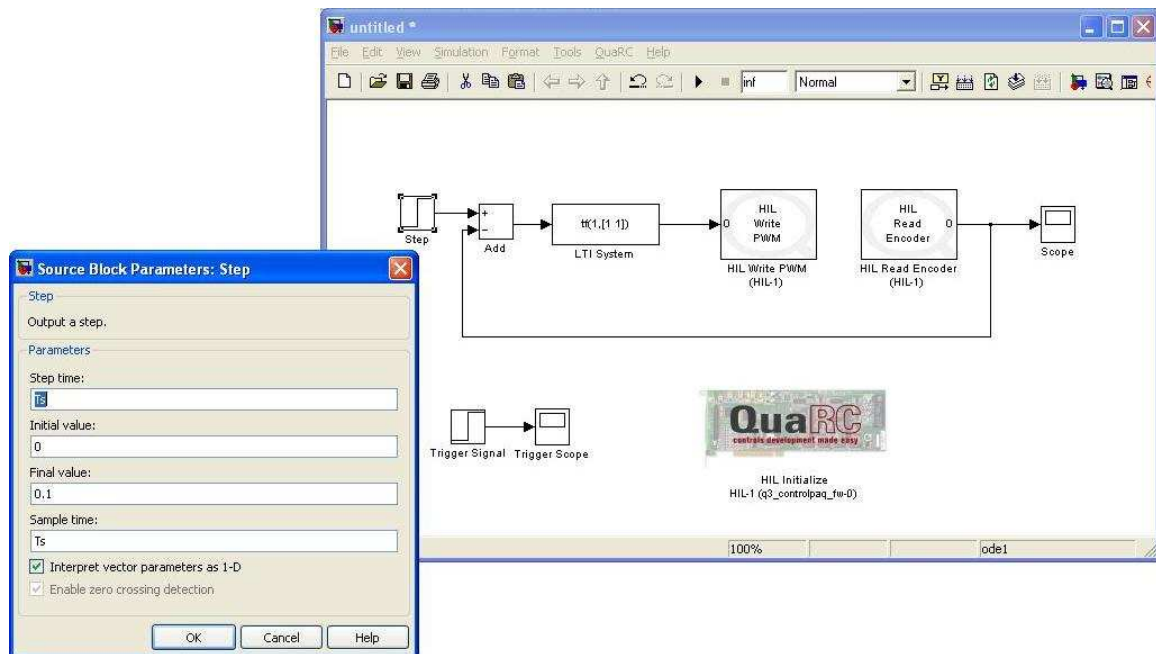 untitled *
File Edit View Simulation Format Tools QuaRC Help
inf Normal
Step
+
−
Add
tf(1,[1 1])
LTI System
0
HIL
Write
PWM
HIL Write PWM
(HIL-1)
HIL
Read
Encoder
0
HIL Read Encoder
(HIL-1)
Scope
Trigger Signal
Trigger Scope
QuaRC
controls development made easy
HIL Initialize
HIL-1 (q3_controlpaq_fw-0)
100% ode1
Source Block Parameters: Step
Step
Output a step.
Parameters
Step time:
Ts
Initial value:
0
Final value:
0.1
Sample time:
Ts
Interpret vector parameters as 1-D
Enable zero crossing detection
OK Cancel Help